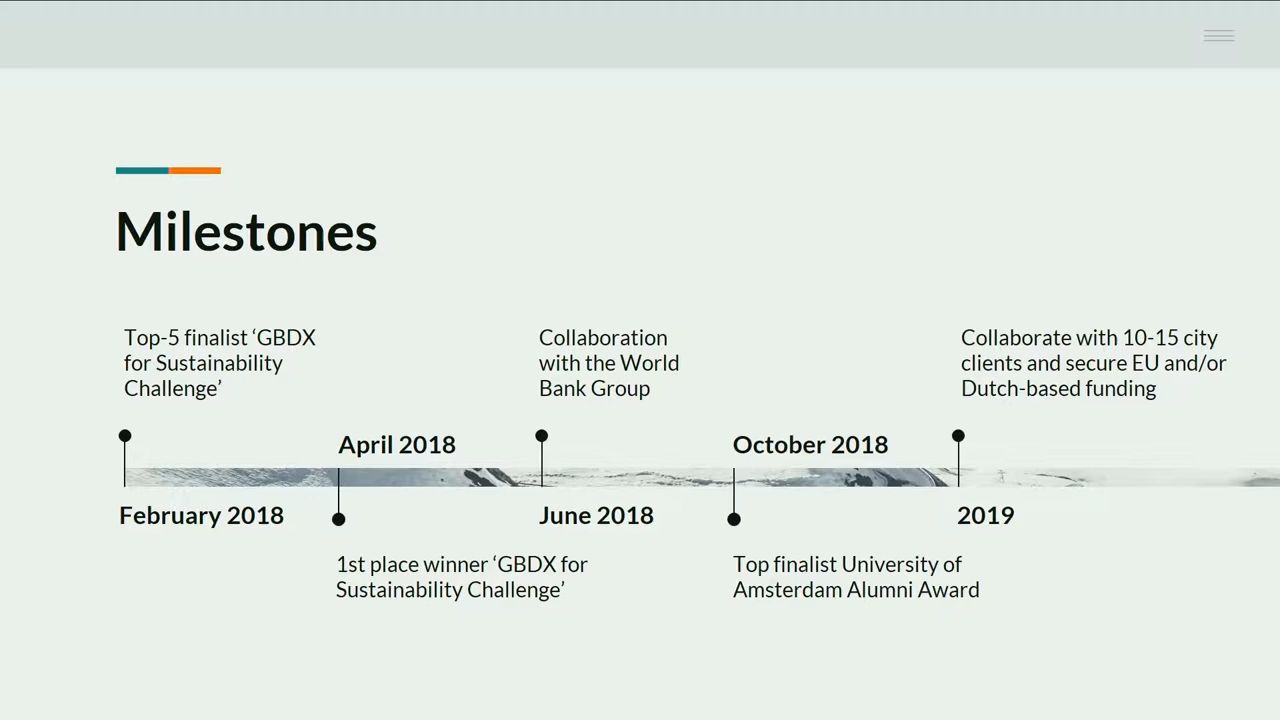 Milestones
Top-5 finalist ‘GBDX
for Sustainability
Challenge’
February 2018
April 2018
1st place winner ‘GBDX for
Sustainability Challenge’
Collaboration
with the World
Bank Group
June 2018
October 2018
Top finalist University of
Amsterdam Alumni Award
Collaborate with 10-15 city
clients and secure EU and/or
Dutch-based funding
2019